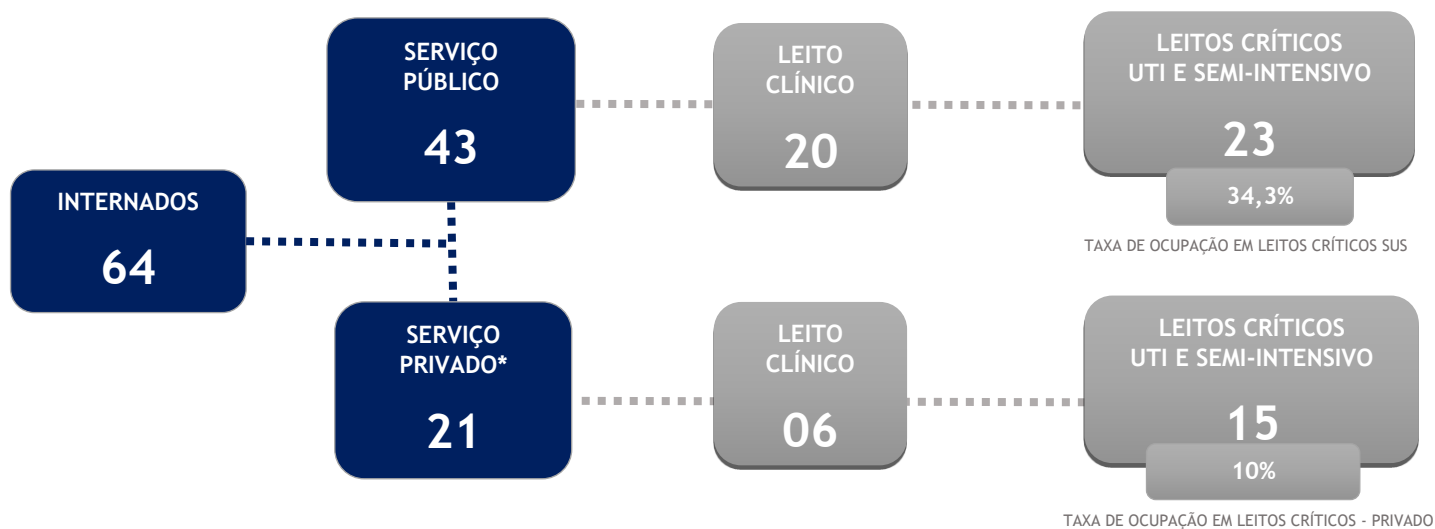 INTERNADOS
64
SERVIÇO
PÚBLICO
43
LEITO
CLÍNICO
20
LEITOS CRÍTICOS
UTI E SEMI-INTENSIVO
23
34,3%
TAXA DE OCUPAÇÃO EM LEITOS CRÍTICOS SUS
SERVIÇO
PRIVADO*
21
LEITO
CLÍNICO
06
LEITOS CRÍTICOS
UTI E SEMI-INTENSIVO
15
10%
TAXA DE OCUPAÇÃO EM LEITOS CRÍTICOS - PRIVADO